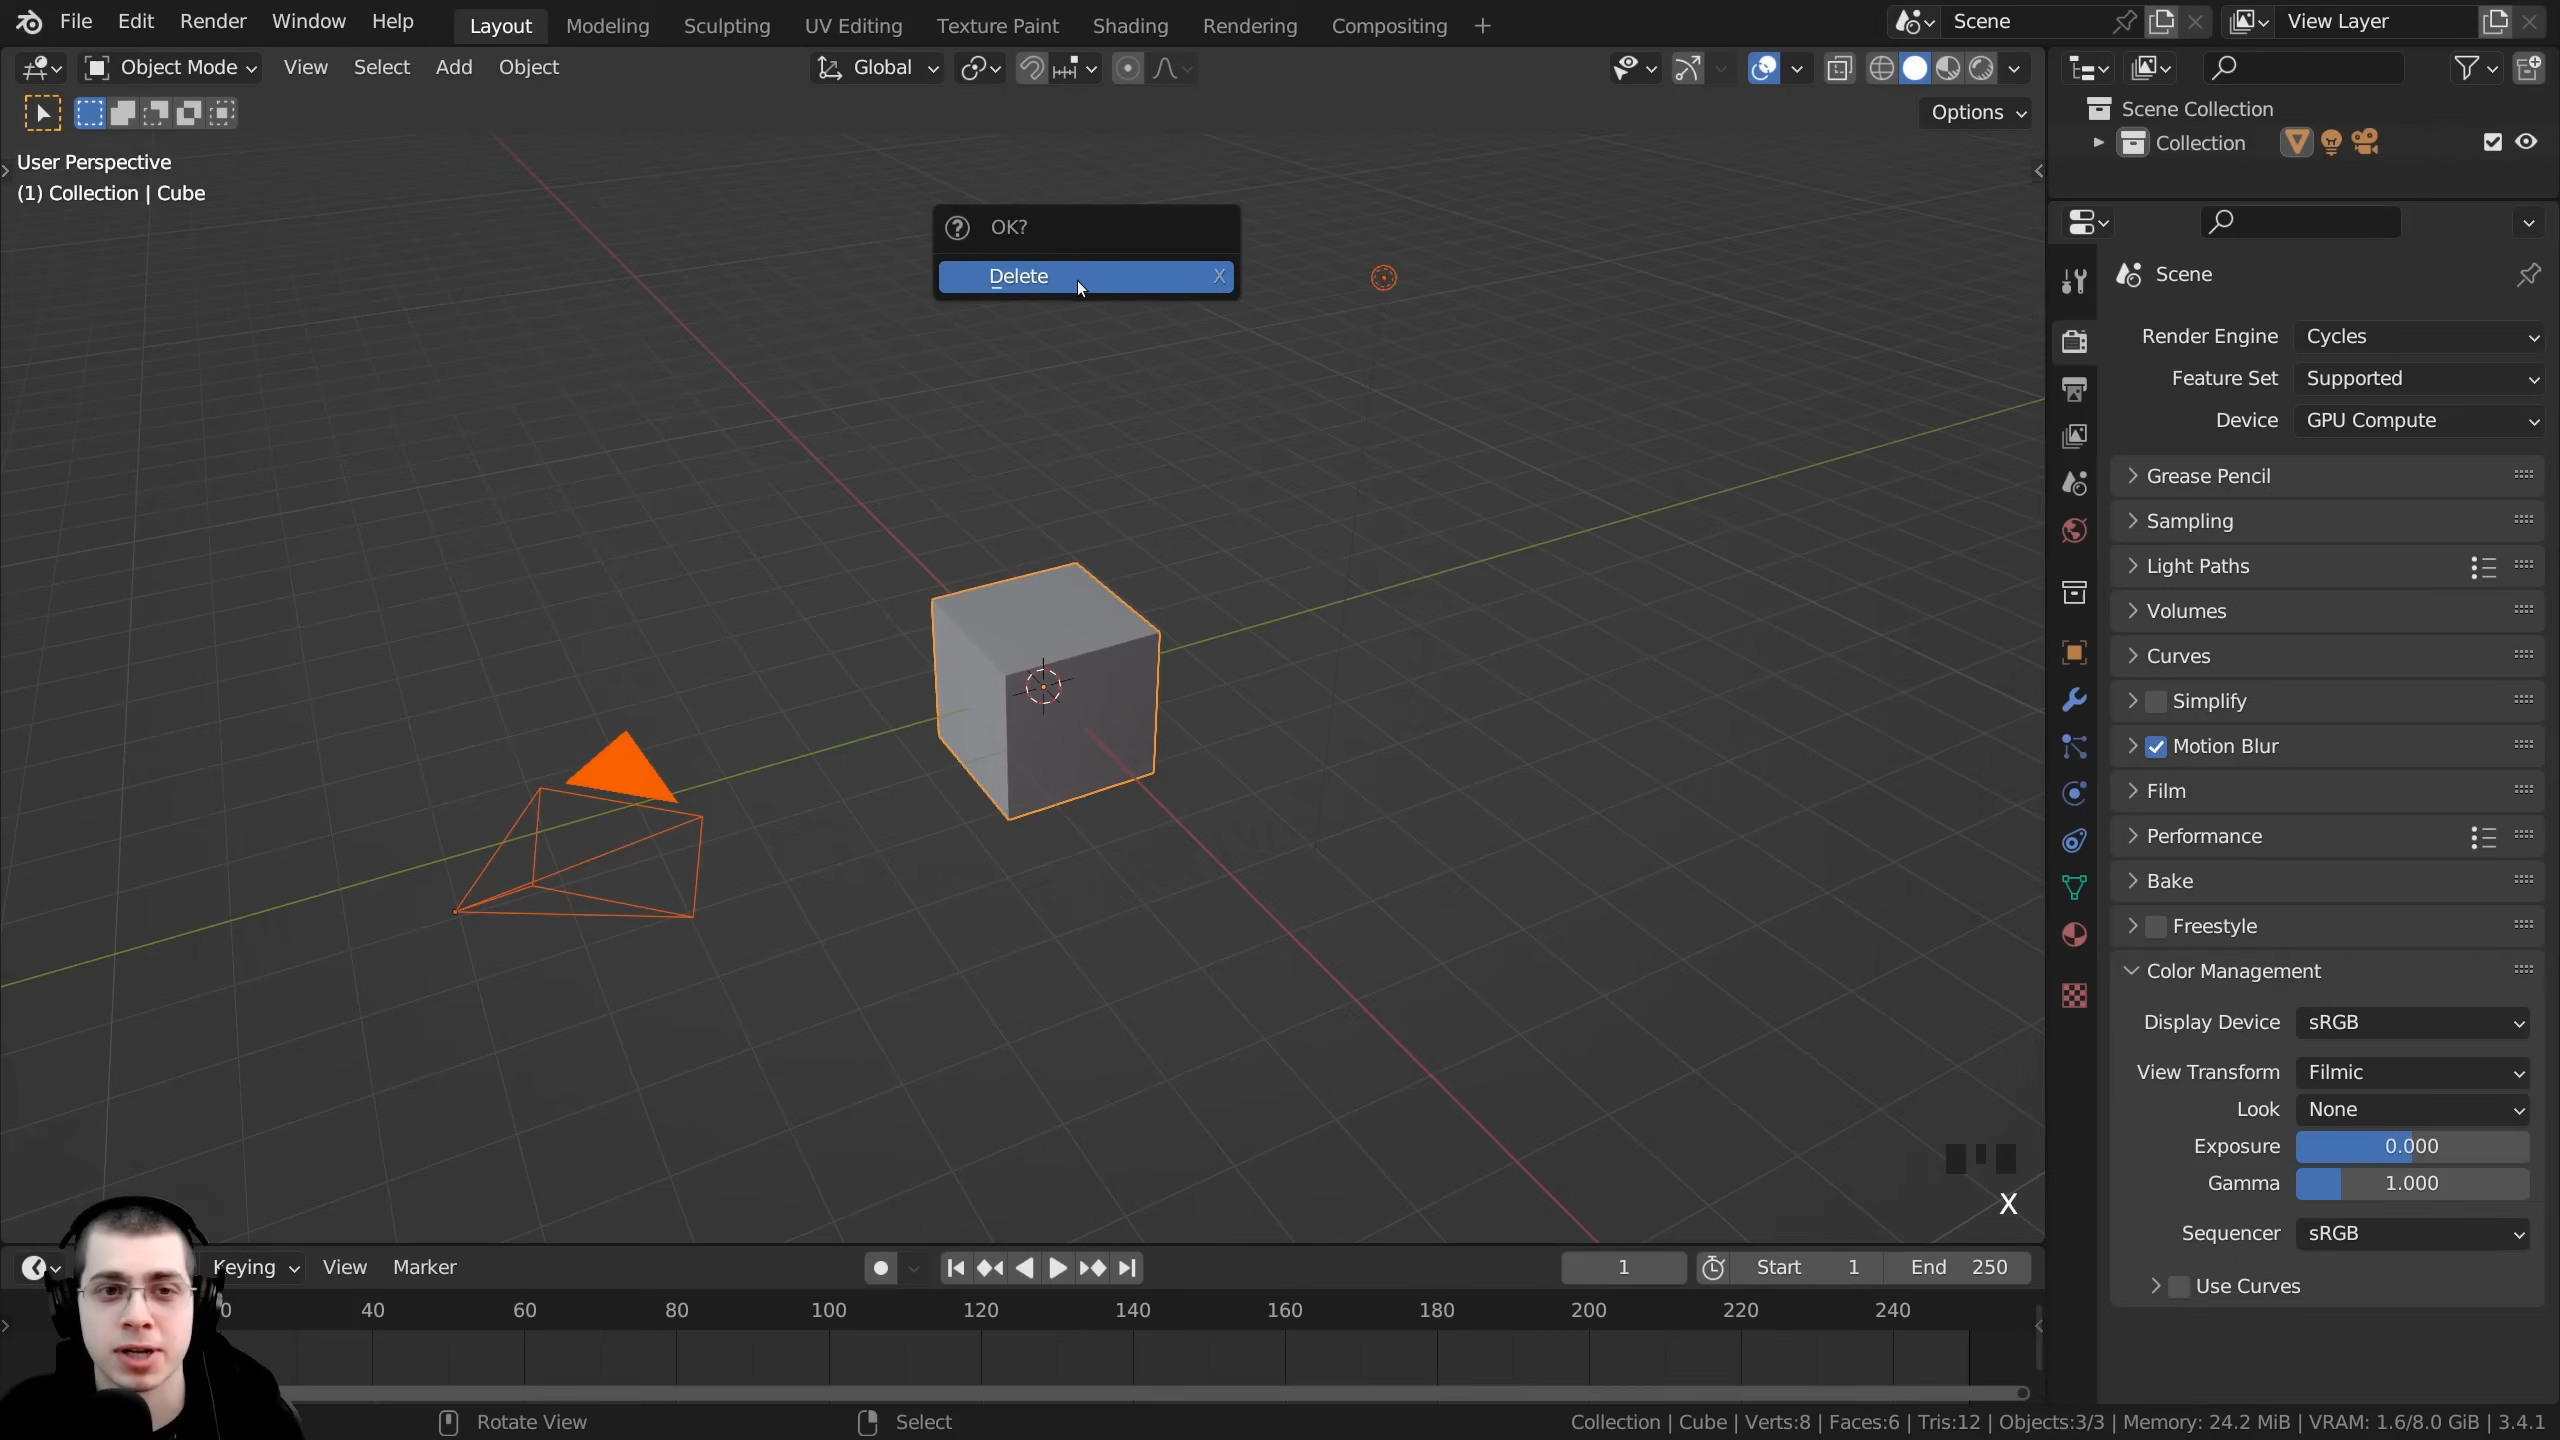 File Edit Render Window Help Layout Modeling Sculpting UV Editing Texture Paint Shading Rendering Compositing + Scene View Layer
Object Mode View Select Add Object Global
Options
User Perspective
(1) Collection | Cube
Scene Collection
Collection
OK?
Delete X
Scene
Render Engine Cycles
Feature Set Supported
Device GPU Compute
Grease Pencil
Sampling
Light Paths
Volumes
Curves
Simplify
Motion Blur
Film
Performance
Bake
Freestyle
Color Management
Display Device sRGB
View Transform Filmic
Look None
Exposure 0.000
Gamma 1.000
Sequencer sRGB
Use Curves
X
Keying View Marker 1 Start 1 End 250
0 40 60 80 100 120 140 160 180 200 220 240
Rotate View Select Collection | Cube | Verts:8 | Faces:6 | Tris:12 | Objects:3/3 | Memory: 24.2 MiB | VRAM: 1.6/8.0 GiB | 3.4.1